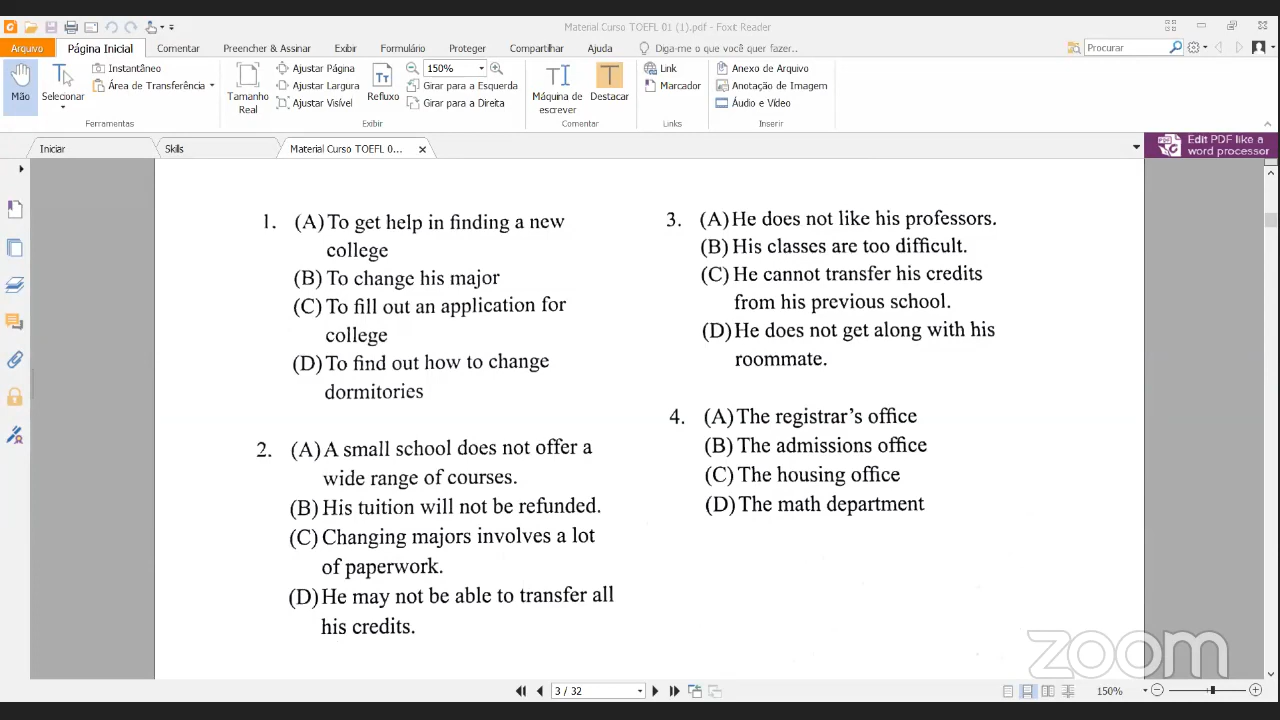 Material Curso TOEFL 01 (1).pdf - Foxit Reader
Arquivo Página Inicial Comentar Preencher & Assinar Exibir Formulário Proteger Compartilhar Ajuda Diga-me o que você quer fazer.. Procurar
Mão
Selecionar
Instantâneo
Área de Transferência
Ferramentas
Tamanho
Real
Ajustar Página
Ajustar Largura
Ajustar Visível
Refluxo
150%
Girar para a Esquerda
Girar para a Direita
Exibir
Máquina de
escrever
Destacar
Comentar
Link
Marcador
Links
Anexo de Arquivo
Anotação de Imagem
Áudio e Vídeo
Inserir
Iniciar Skills Material Curso TOEFL 0...
Edit PDF like a
word processor
1. (A) To get help in finding a new
college
(B) To change his major
(C) To fill out an application for
college
(D) To find out how to change
dormitories
2. (A) A small school does not offer a
wide range of courses.
(B) His tuition will not be refunded.
(C) Changing majors involves a lot
of paperwork.
(D) He may not be able to transfer all
his credits.
3. (A) He does not like his professors.
(B) His classes are too difficult.
(C) He cannot transfer his credits
from his previous school.
(D) He does not get along with his
roommate.
4. (A) The registrar's office
(B) The admissions office
(C) The housing office
(D) The math department
zoom
3 / 32
150%